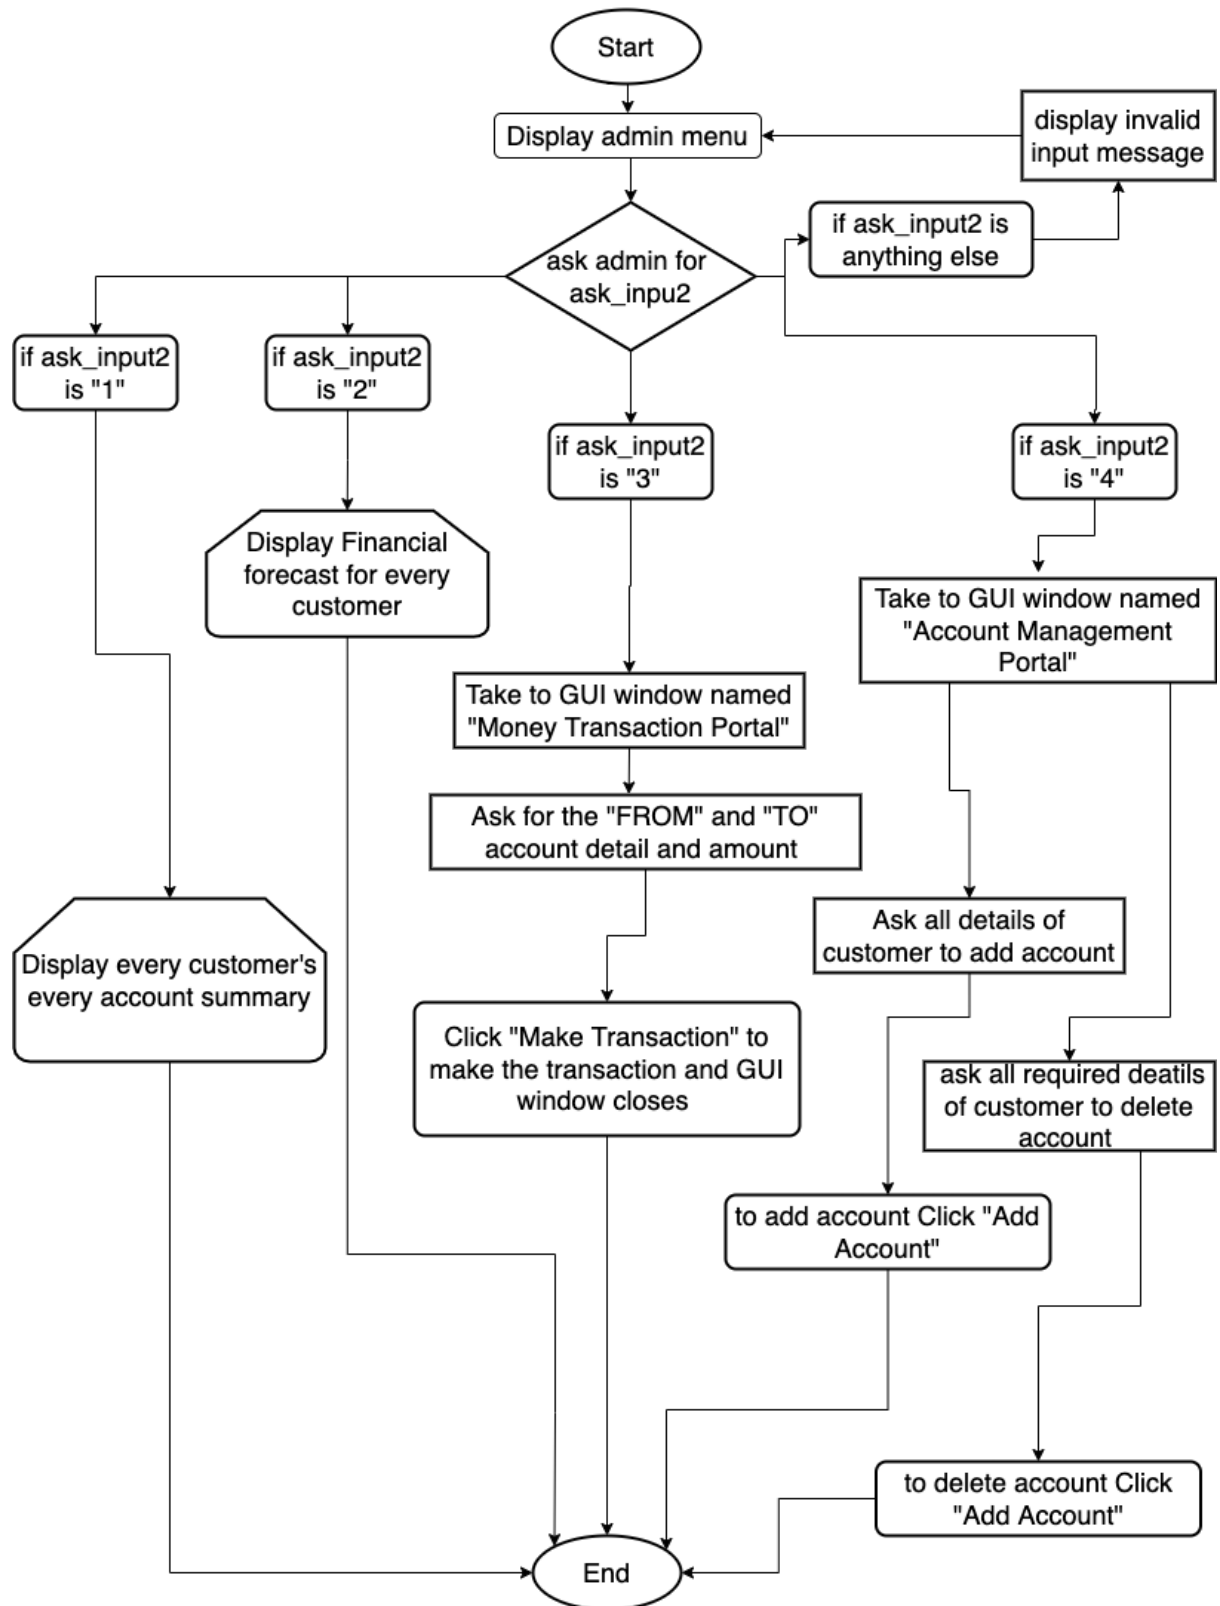 Start
Display admin menu
display invalid
input message
if ask_input2 is
anything else
ask admin for
ask_inpu2
if ask_input2
is "1"
if ask_input2
is "2"
if ask_input2
is "3"
if ask_input2
is "4"
Display Financial
forecast for every
customer
Take to GUI window named
"Account Management
Portal"
Take to GUI window named
"Money Transaction Portal"
Ask for the "FROM" and "TO"
account detail and amount
Ask all details of
customer to add account
Display every customer's
every account summary
Click "Make Transaction" to
make the transaction and GUI
window closes
ask all required deatils
of customer to delete
account
to add account Click "Add
Account"
to delete account Click
"Add Account"
End